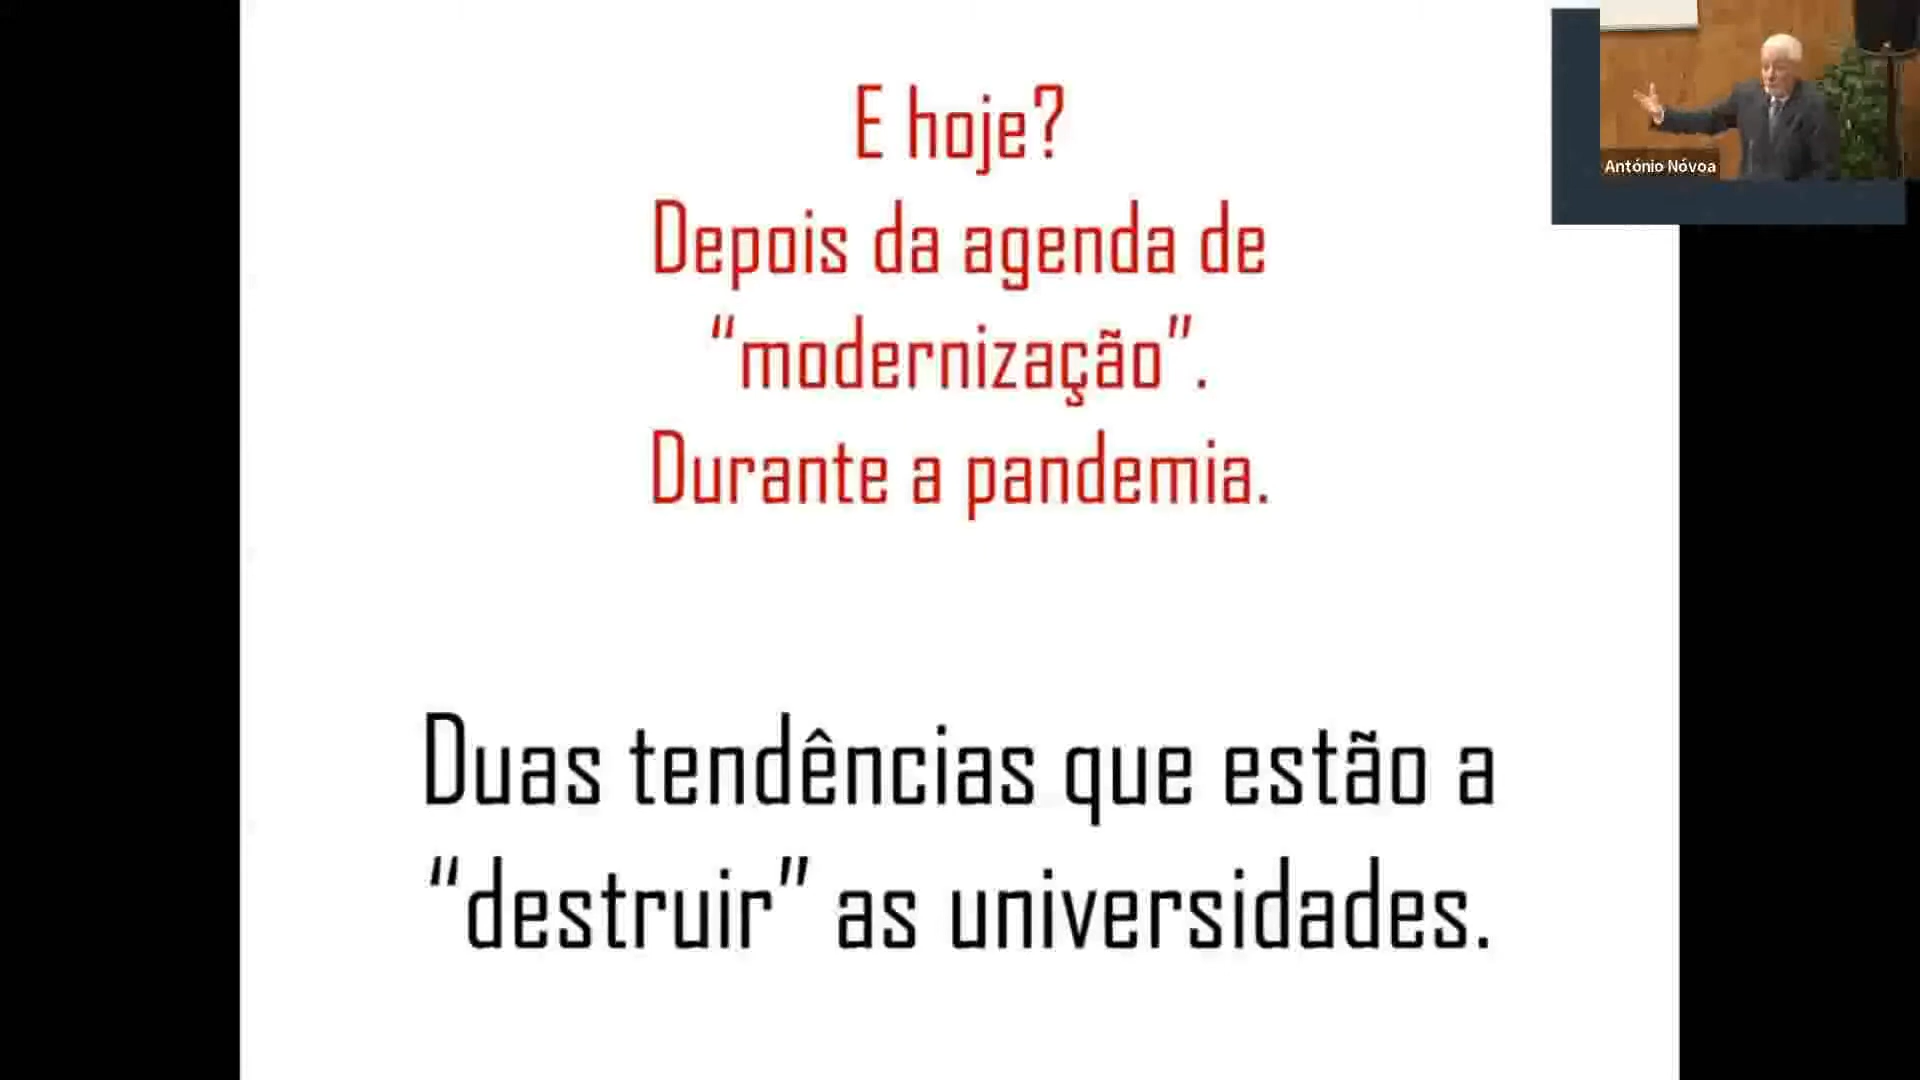 E hoje?
Depois da agenda de
“modernização”.
Durante a pandemia.
Duas tendências que estão a
“destruir” as universidades.
António Nóvoa